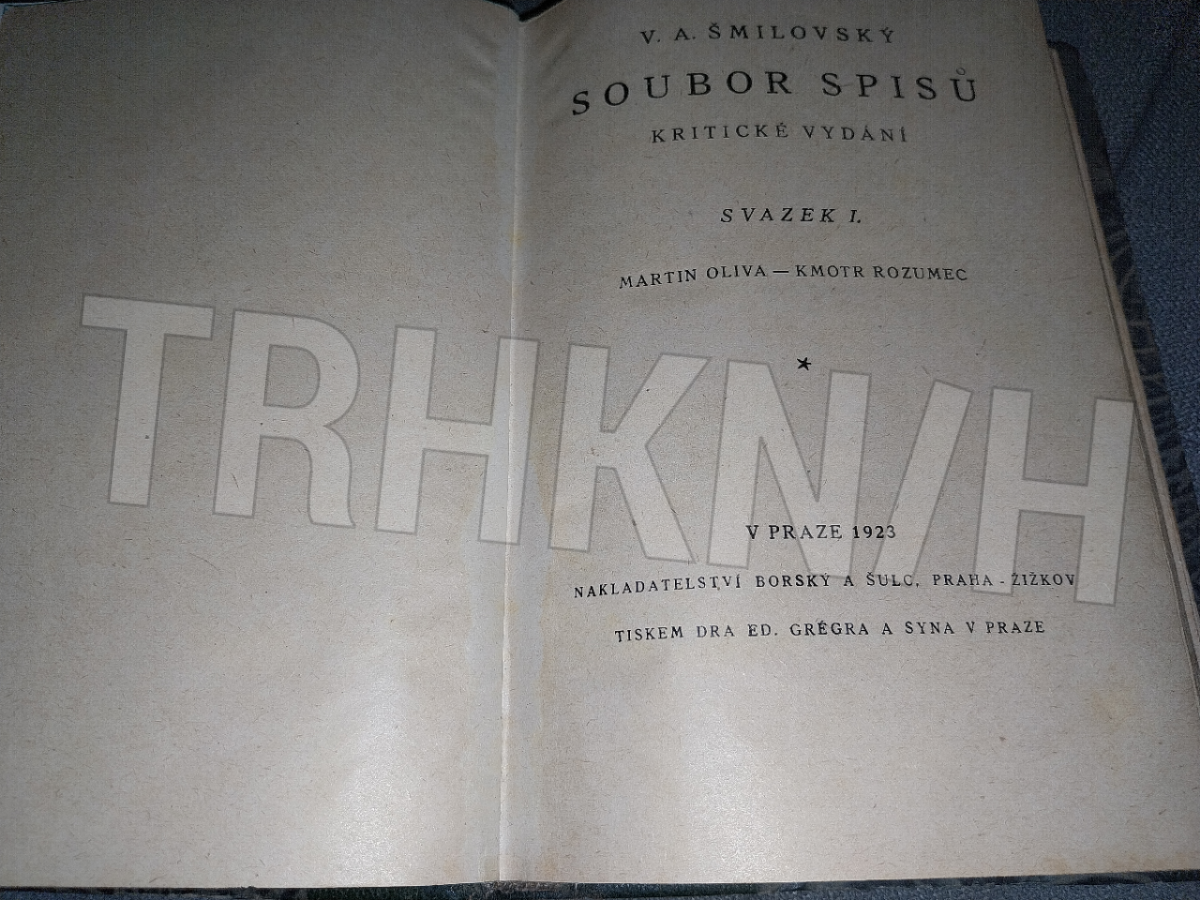 V. A. ŠMILOVSKÝ
SOUBOR SPISŮ
KRITICKÉ VYDÁNÍ
SVAZEK I.
MARTIN OLIVA — KMOTR ROZUMEC
*
TRHKN/H
V PRAZE 1923
NAKLADATELSTVÍ BORSKÝ A ŠULC, PRAHA - ŽIŽKOV
TISKEM DRA ED. GRÉGRA A SYNA V PRAZE